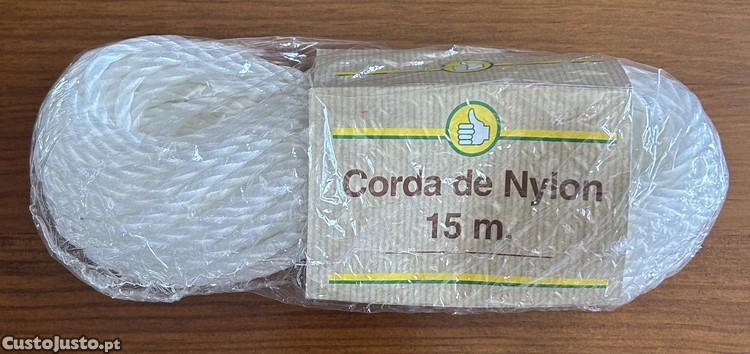 Corda de Nylon
15 m.
CustoJusto.pt